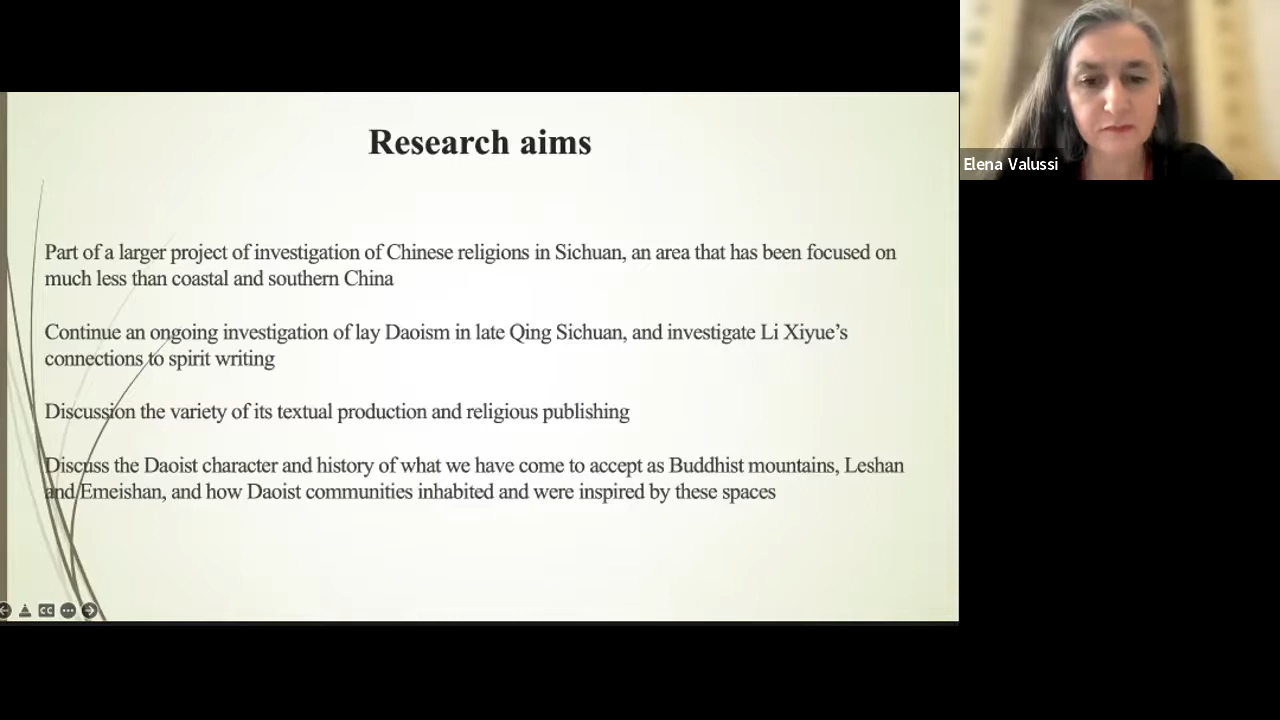 Research aims
Part of a larger project of investigation of Chinese religions in Sichuan, an area that has been focused on
much less than coastal and southern China
Continue an ongoing investigation of lay Daoism in late Qing Sichuan, and investigate Li Xiyue’s
connections to spirit writing
Discussion the variety of its textual production and religious publishing
Discuss the Daoist character and history of what we have come to accept as Buddhist mountains, Leshan
and Emeishan, and how Daoist communities inhabited and were inspired by these spaces
Elena Valussi
CC